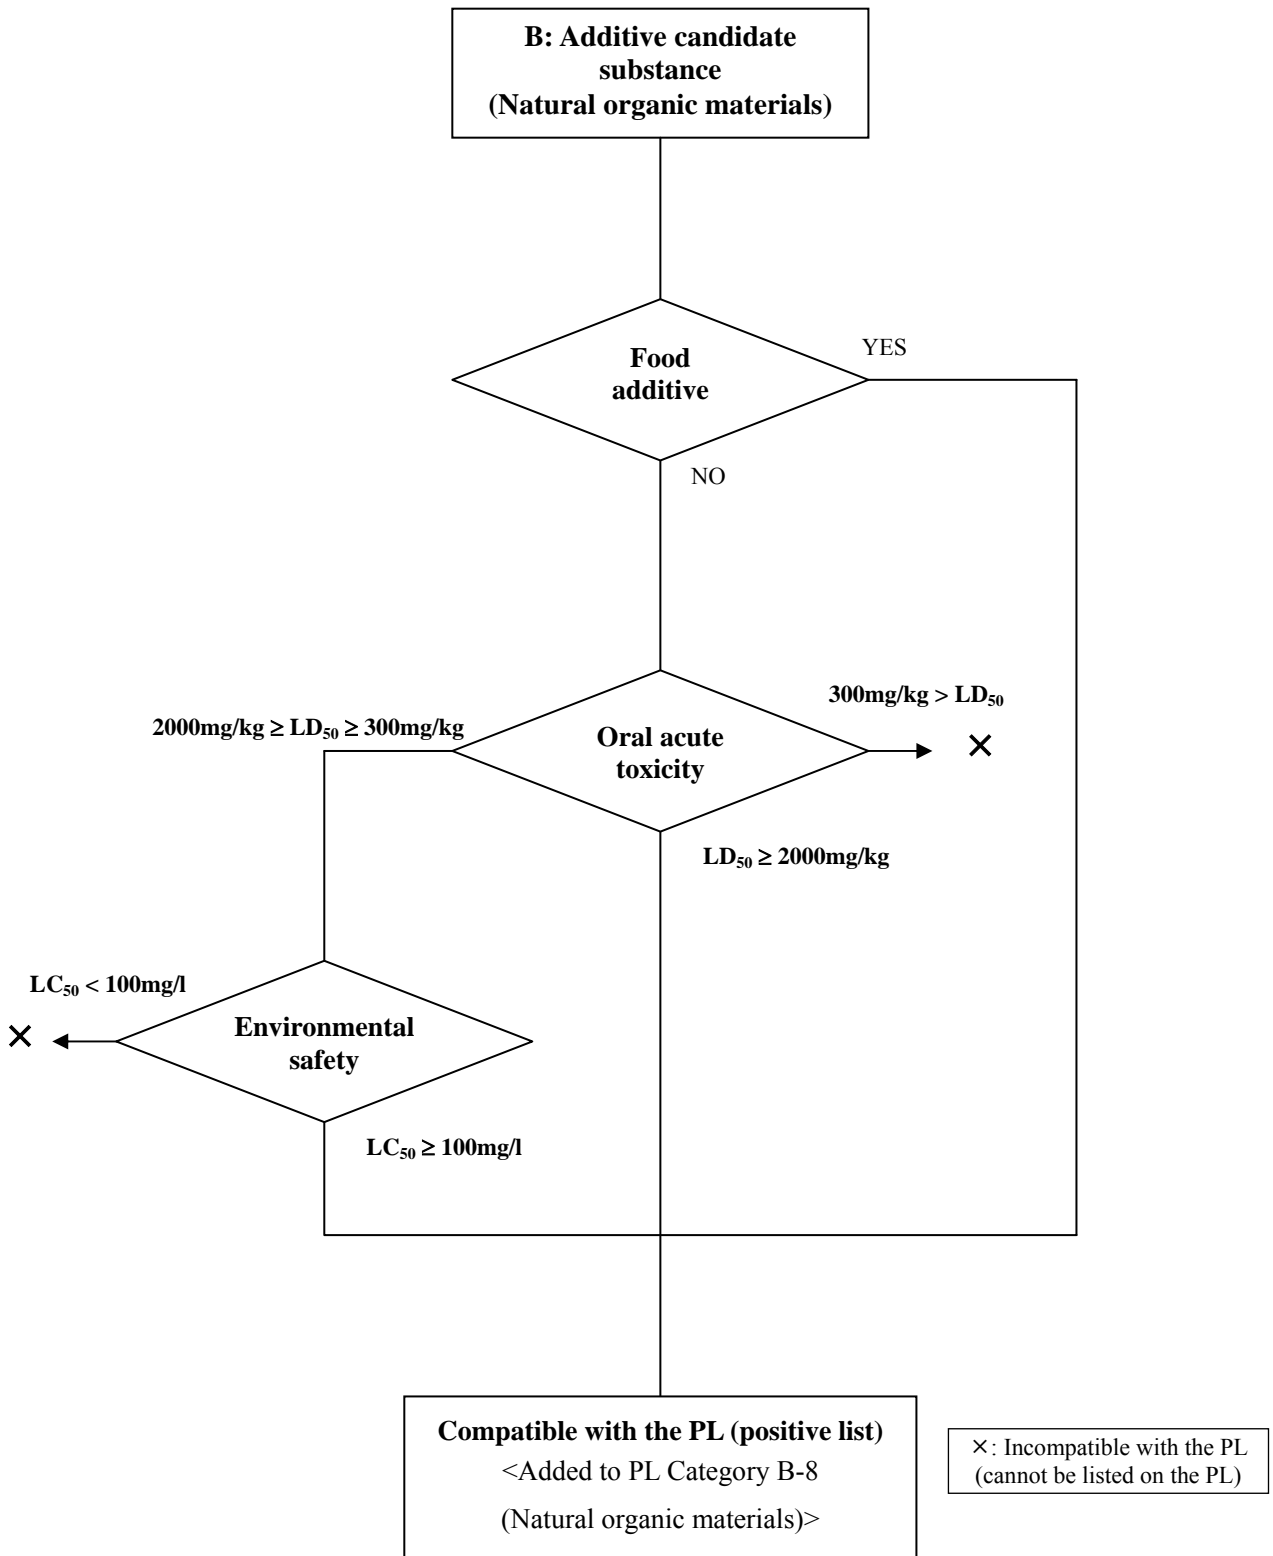 B: Additive candidate
substance
(Natural organic materials)
Food
additive
YES
NO
300mg/kg > LD50
2000mg/kg ≥ LD50 ≥ 300mg/kg
Oral acute
toxicity
×
LD50 ≥ 2000mg/kg
LC50 < 100mg/l
×
Environmental
safety
LC50 ≥ 100mg/l
Compatible with the PL (positive list)
<Added to PL Category B-8
(Natural organic materials)>
×: Incompatible with the PL
(cannot be listed on the PL)